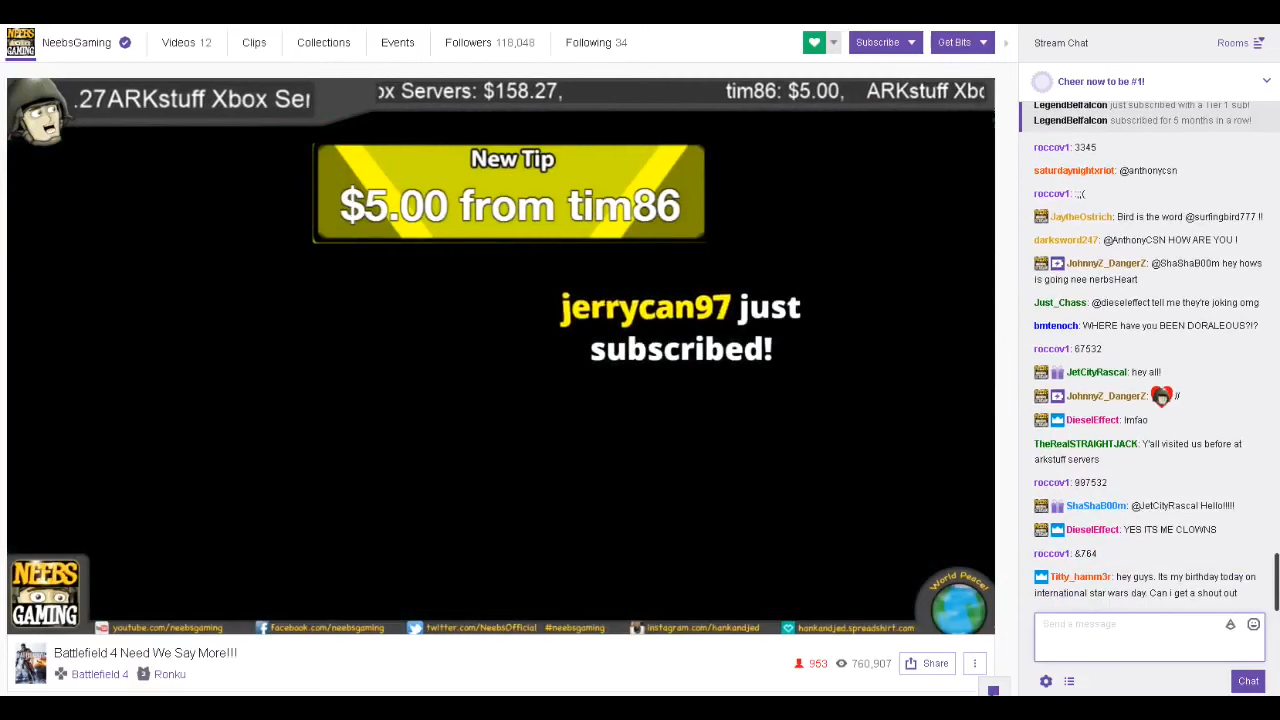 NeebsGaming Videos 12 Clips Collections Events Followers 118,048 Following 34 Subscribe Get Bits
.27ARKstuff Xbox Ser
ox Servers: $158.27, tim86: $5.00, ARKstuff Xbo
New Tip
$5.00 from tim86
jerrycan97 just
subscribed!
NEEBS
GAMING
World Peace!
youtube.com/neebsgaming facebook.com/neebsgaming twitter.com/NeebsOfficial #neebsgaming instagram.com/hankandjed hankandjed.spreadshirt.com
Battlefield 4 Need We Say More!!!
Battlefield 4 Ronku
953 760,907 Share
Stream Chat Rooms
Cheer now to be #1!
LegendBelfalcon just subscribed with a Tier 1 sub!
LegendBelfalcon subscribed for 5 months in a row!
roccov1: 3345
saturdaynightxriot: @anthonycsn
roccov1: :;;(
JaytheOstrich: Bird is the word @surfingbird777 !!
darksword247: @AnthonyCSN HOW ARE YOU !
JohnnyZ_DangerZ: @ShaShaB00m hey hows
is going nee nerbsHeart
Just_Chass: @dieseleffect tell me they're joking omg
bmtenoch: WHERE have you BEEN DORALEOUS?!?
roccov1: 67532
JetCityRascal: hey all!
JohnnyZ_DangerZ: //
DieselEffect: lmfao
TheRealSTRAIGHTJACK: Y'all visited us before at
arkstuff servers
roccov1: 997532
ShaShaB00m: @JetCityRascal Hello!!!!!
DieselEffect: YES ITS ME CLOWNS
roccov1: &764
Titty_hamm3r: hey guys. Its my birthday today on
international star wars day. Can i get a shout out
Send a message
Chat